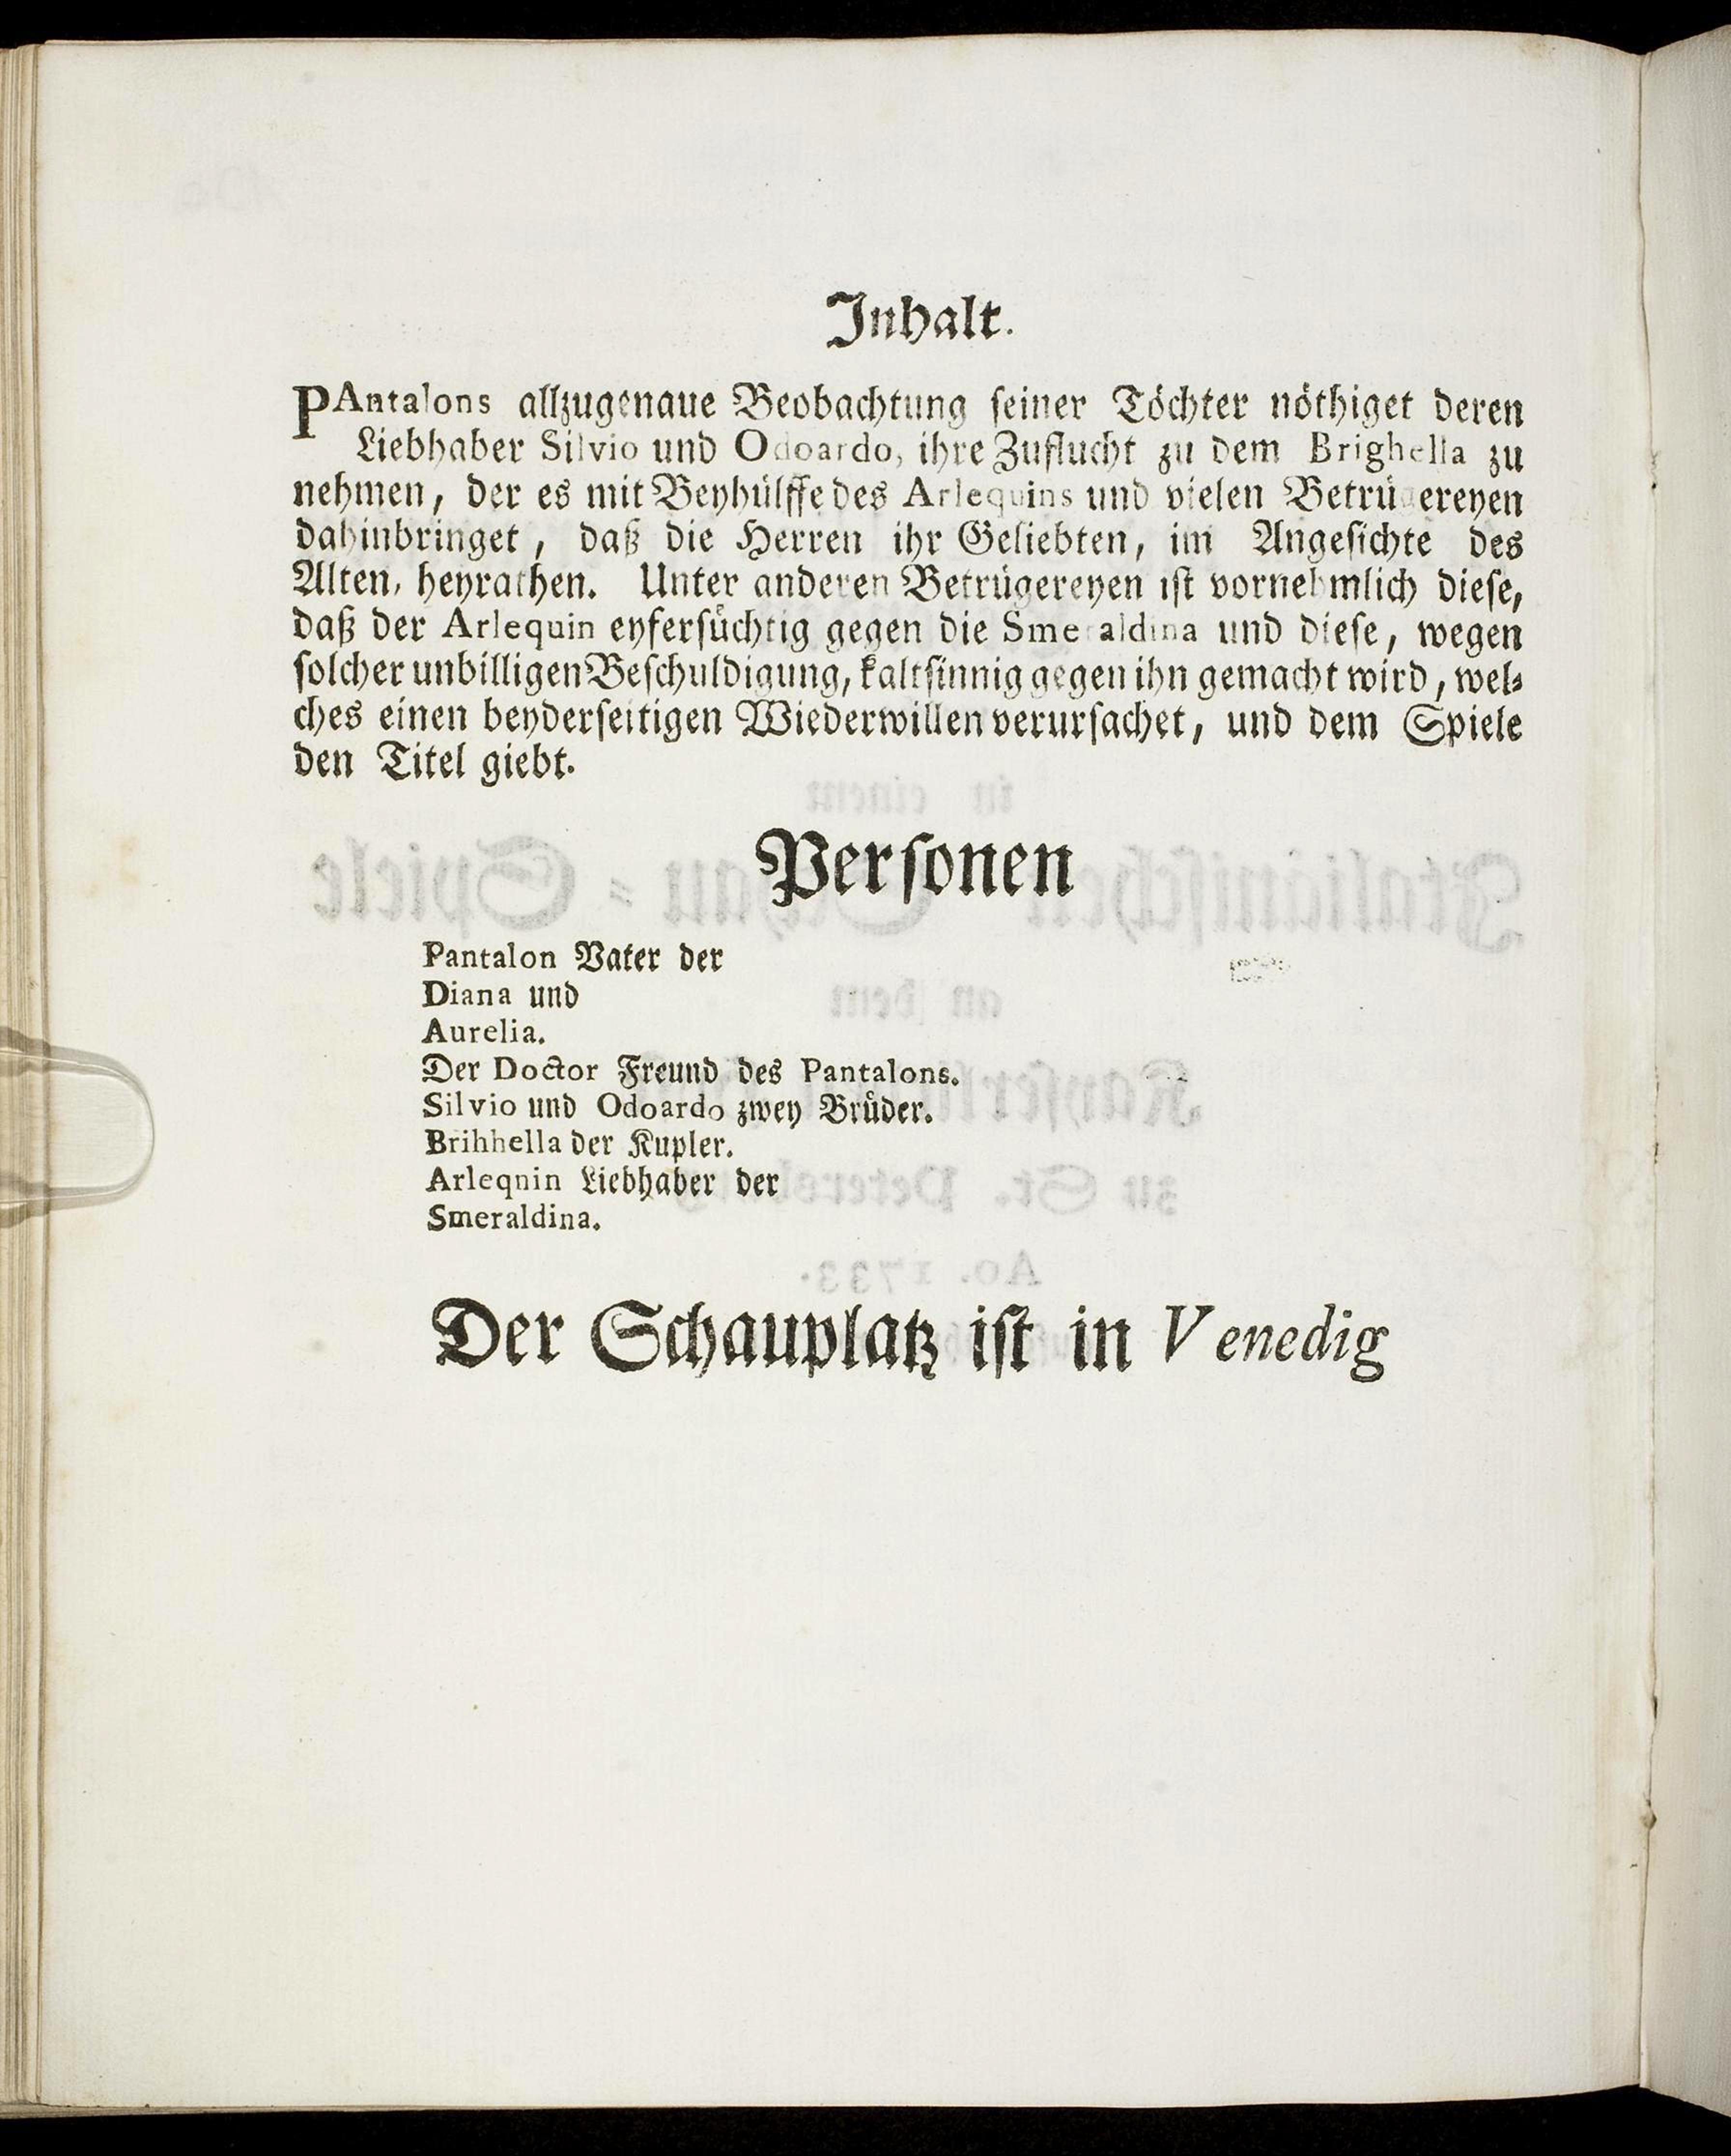 Inhalt.
PAntalons allzugenaue Beobachtung seiner Töchter nöthiget deren
Liebhaber Silvio und Odoardo, ihre Zuflucht zu dem Brighella zu
nehmen, der es mit Beyhülffe des Arlequins und vielen Betrügereyen
dahinbringet, daß die Herren ihr Geliebten, im Angesichte des
Alten, heyrathen. Unter anderen Betrügereyen ist vornehmlich diese,
daß der Arlequin eyfersüchtig gegen die Smeraldina und diese, wegen
solcher unbilligen Beschuldigung, kaltsinnig gegen ihn gemacht wird, wel-
ches einen beyderseitigen Wiederwillen verursachet, und dem Spiele
den Titel giebt.
Personen
Pantalon Vater der
Diana und
Aurelia.
Der Doctor Freund des Pantalons.
Silvio und Odoardo zwey Brüder.
Brihhella der Kupler.
Arleqnin Liebhaber der
Smeraldina.
Der Schauplatz ist in Venedig